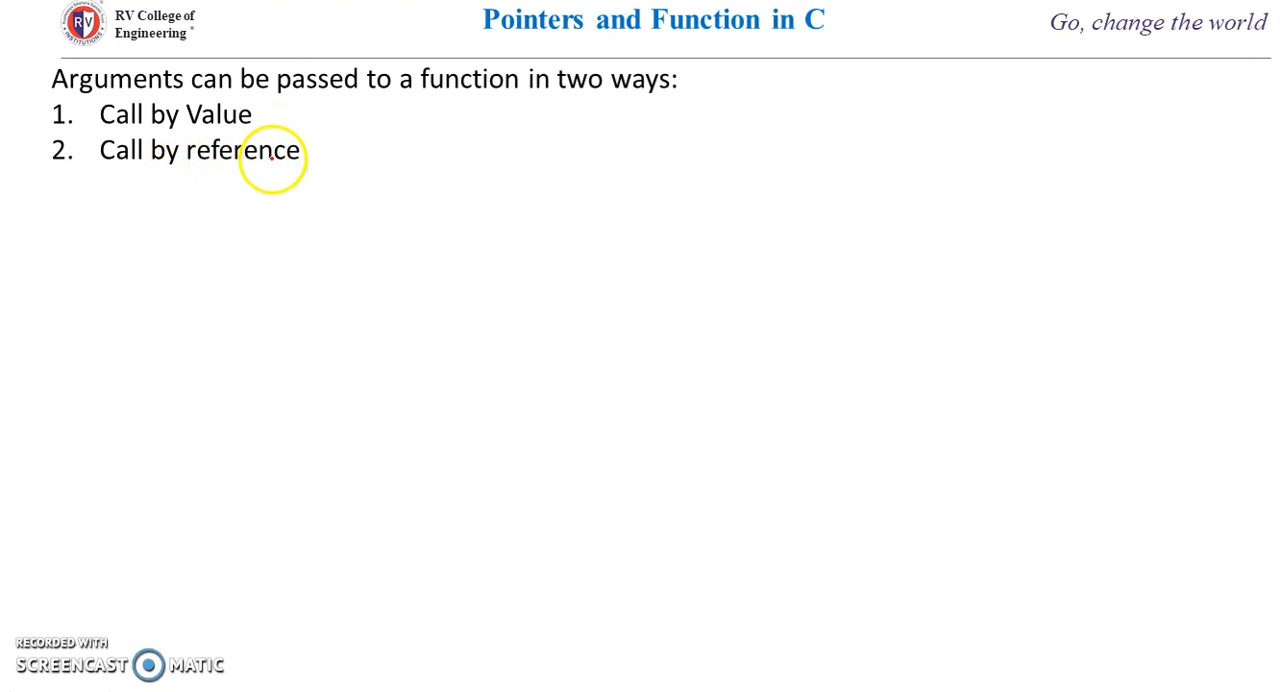 RV College of
Engineering
Pointers and Function in C
Go, change the world
Arguments can be passed to a function in two ways:
1. Call by Value
2. Call by reference
RECORDED WITH
SCREENCAST MATIC